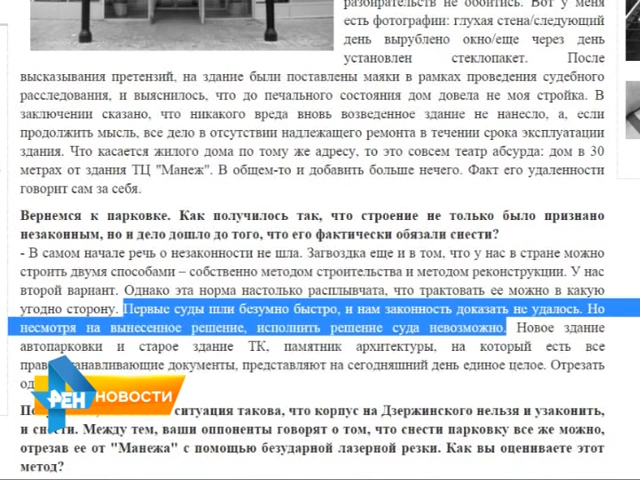 разбирательств не обойтись. Вот у меня
есть фотографии: глухая стена/следующий
день вырублено окно/еще через день
установлен стеклопакет. После
высказывания претензий, на здание были поставлены маяки в рамках проведения судебного
расследования, и выяснилось, что до печального состояния дом довела не моя стройка. В
заключении сказано, что никакого вреда вновь возведенное здание не нанесло, а, если
продолжить мысль, все дело в отсутствии надлежащего ремонта в течении срока эксплуатации
здания. Что касается жилого дома по тому же адресу, то это совсем театр абсурда: дом в 30
метрах от здания ТЦ "Манеж". В общем-то и добавить больше нечего. Факт его удаленности
говорит сам за себя.
Вернемся к парковке. Как получилось так, что строение не только было признано
незаконным, но и дело дошло до того, что его фактически обязали снести?
- В самом начале речь о незаконности не шла. Загвоздка еще и в том, что у нас в стране можно
строить двумя способами – собственно методом строительства и методом реконструкции. У нас
второй вариант. Однако эта норма настолько расплывчата, что трактовать ее можно в какую
угодно сторону. Первые суды шли безумно быстро, и нам законность доказать не удалось. Но
несмотря на вынесенное решение, исполнить решение суда невозможно. Новое здание
автопарковки и старое здание ТК, памятник архитектуры, на который есть все
устанавливающие документы, представляют на сегодняшний день единое целое. Отрезать
РЕН НОВОСТИ
ситуация такова, что корпус на Дзержинского нельзя и узаконить,
и снести. Между тем, ваши оппоненты говорят о том, что снести парковку все же можно,
отрезав ее от "Манежа" с помощью безударной лазерной резки. Как вы оцениваете этот
метод?